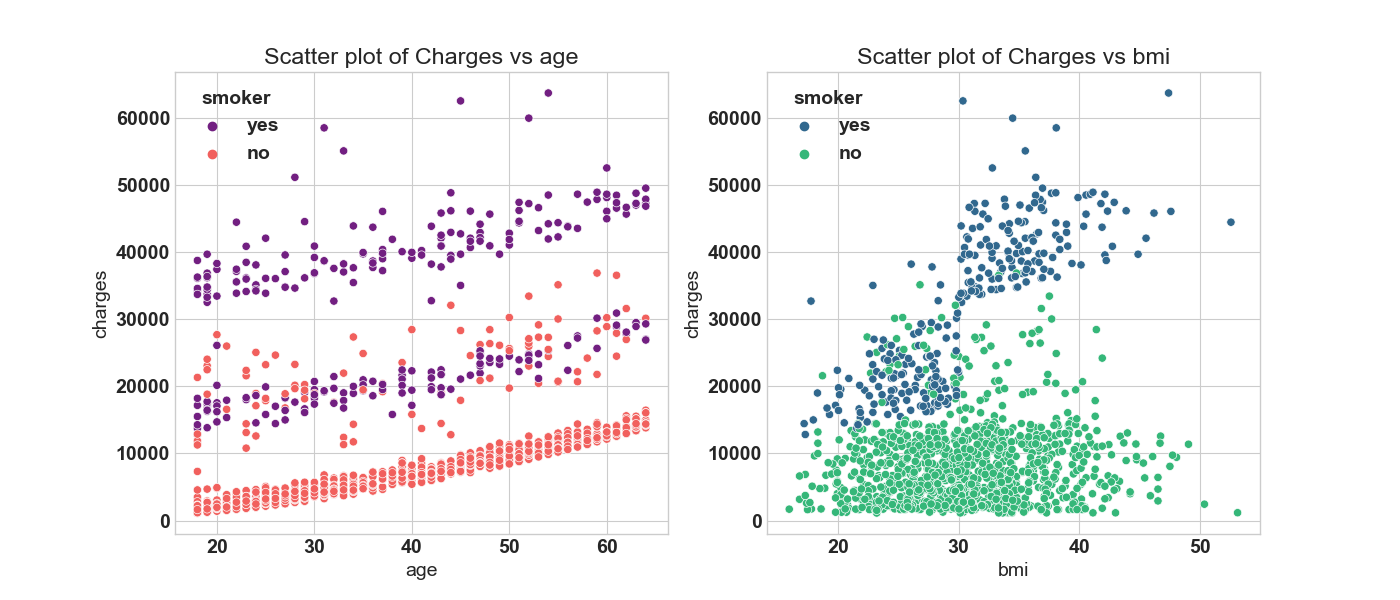 Scatter plot of Charges vs age
smoker
yes
no
60000
50000
40000
30000
20000
10000
0
charges
20 30 40 50 60
age
Scatter plot of Charges vs bmi
smoker
yes
no
60000
50000
40000
30000
20000
10000
0
charges
20 30 40 50
bmi